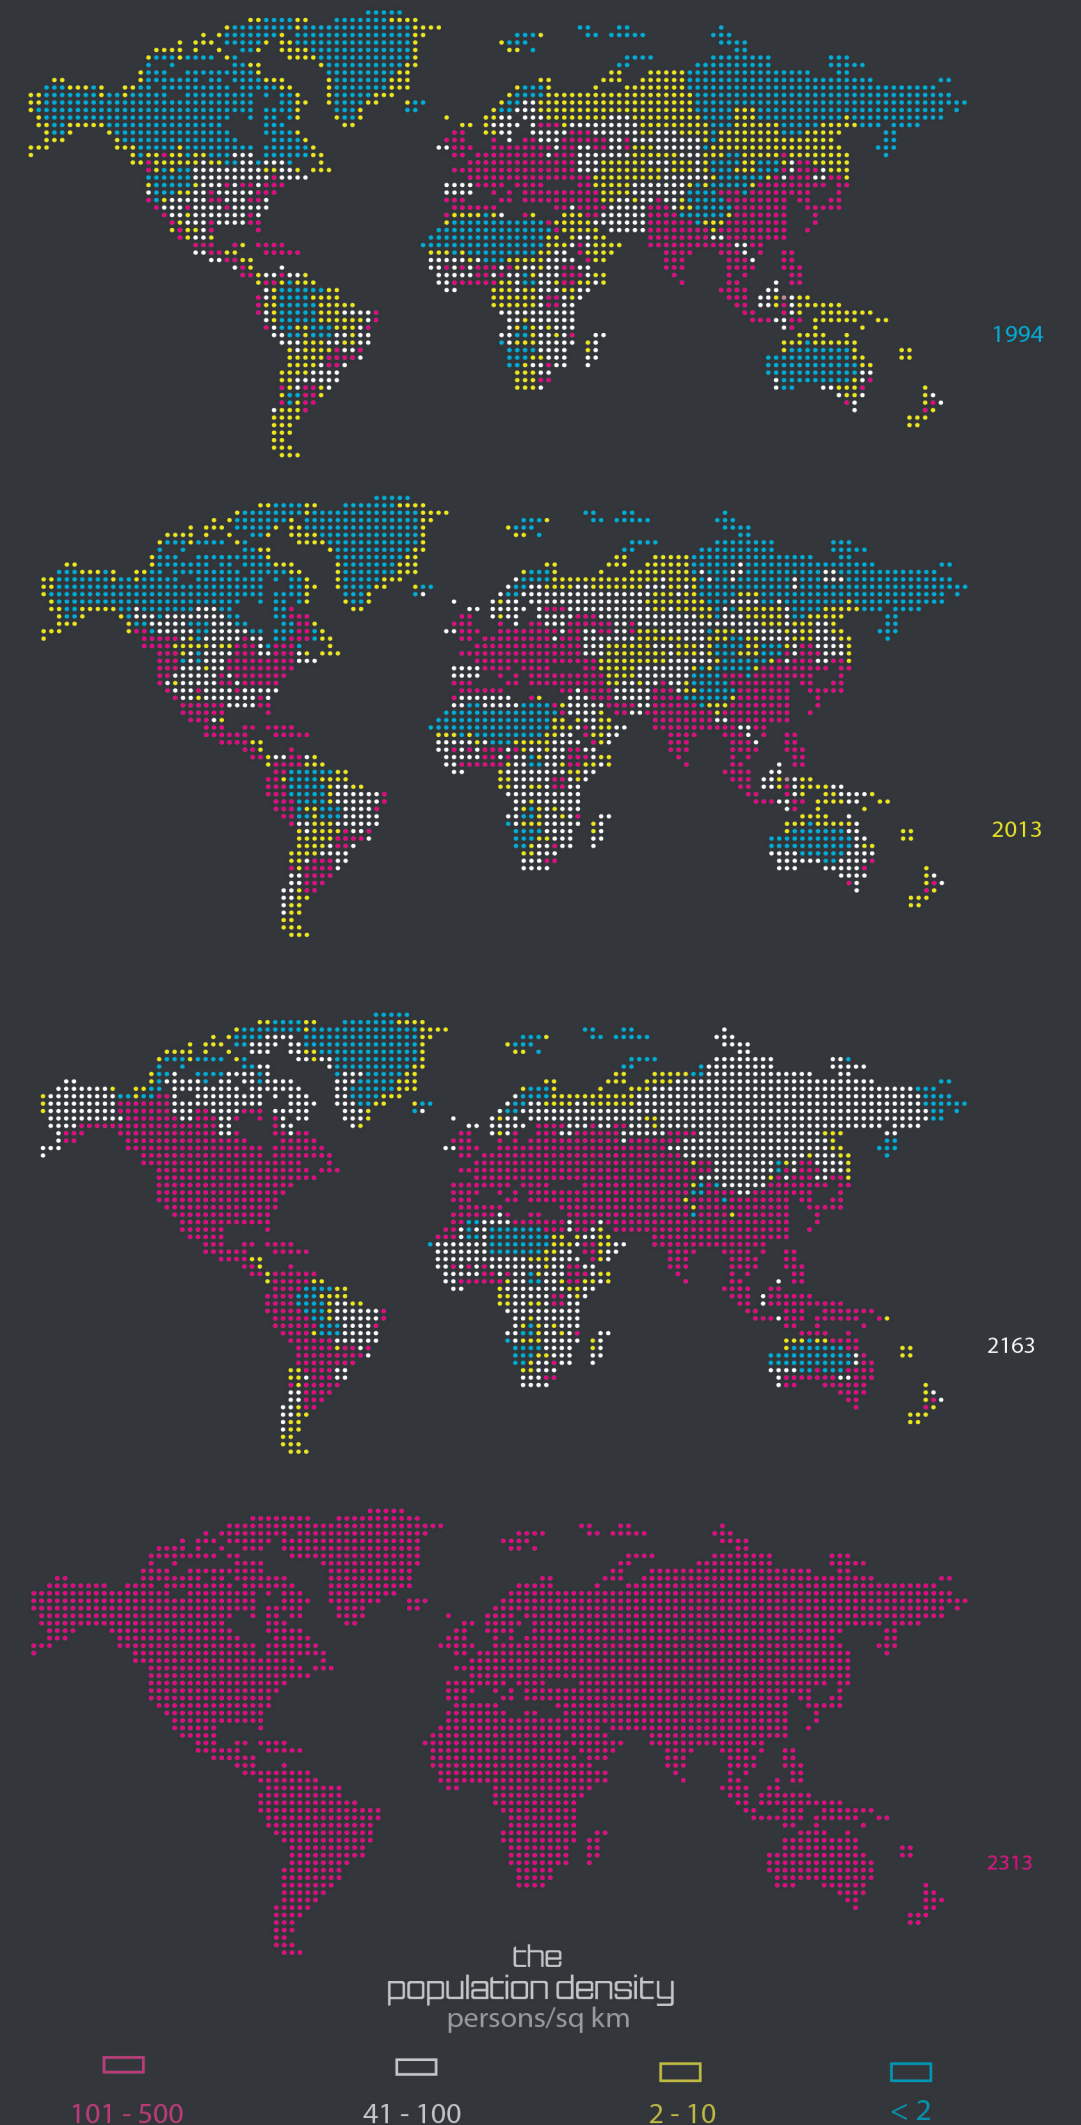 1994
2013
2163
2313
the
population density
persons/sq km
101 - 500
41 - 100
2 - 10
< 2